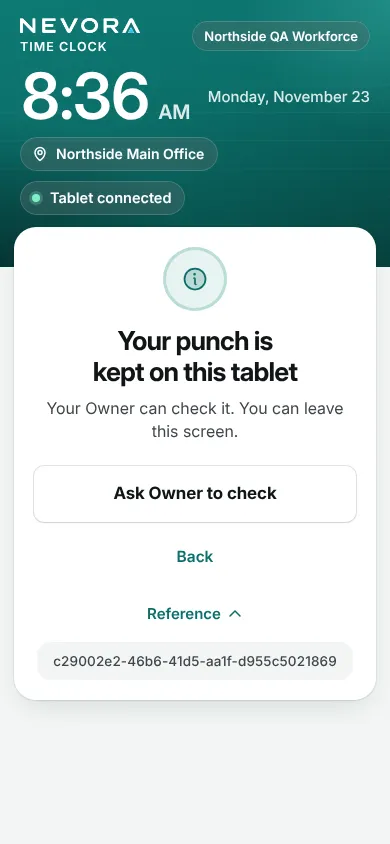 NEVORA
TIME CLOCK
Northside QA Workforce
8:36 AM
Monday, November 23
Northside Main Office
Tablet connected
Your punch is
kept on this tablet
Your Owner can check it. You can leave
this screen.
Ask Owner to check
Back
Reference
c29002e2-46b6-41d5-aa1f-d955c5021869